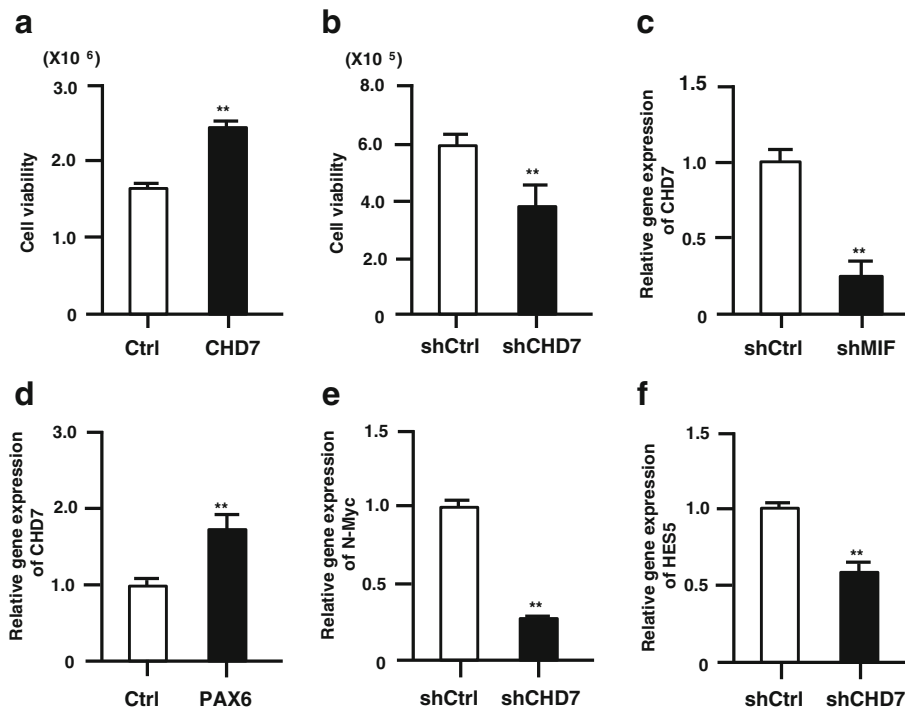 a
(X10 6)
3.0
2.0
1.0
0
Cell viability
**
Ctrl
CHD7
b
(X10 5)
8.0
6.0
4.0
2.0
0
Cell viability
**
shCtrl
shCHD7
c
1.5
1.0
0.5
0
Relative gene expression
of CHD7
**
shCtrl
shMIF
d
3.0
2.0
1.0
0
Relative gene expression
of CHD7
**
Ctrl
PAX6
e
1.5
1.0
0.5
0
Relative gene expression
of N-Myc
**
shCtrl
shCHD7
f
1.5
1.0
0.5
0
Relative gene expression
of HES5
**
shCtrl
shCHD7